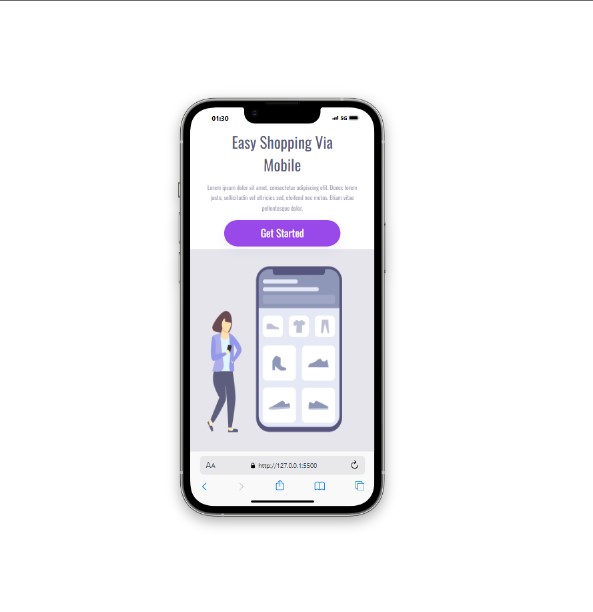 01:30
5G
Easy Shopping Via
Mobile
Lorem ipsum dolor sit amet, consectetur adipiscing elit. Donec lorem
justo, sollicitudin vel ultricies sed, eleifend nec metus. Etiam vitae
pellentesque dolor.
Get Started
AA
http://127.0.0.1:5500